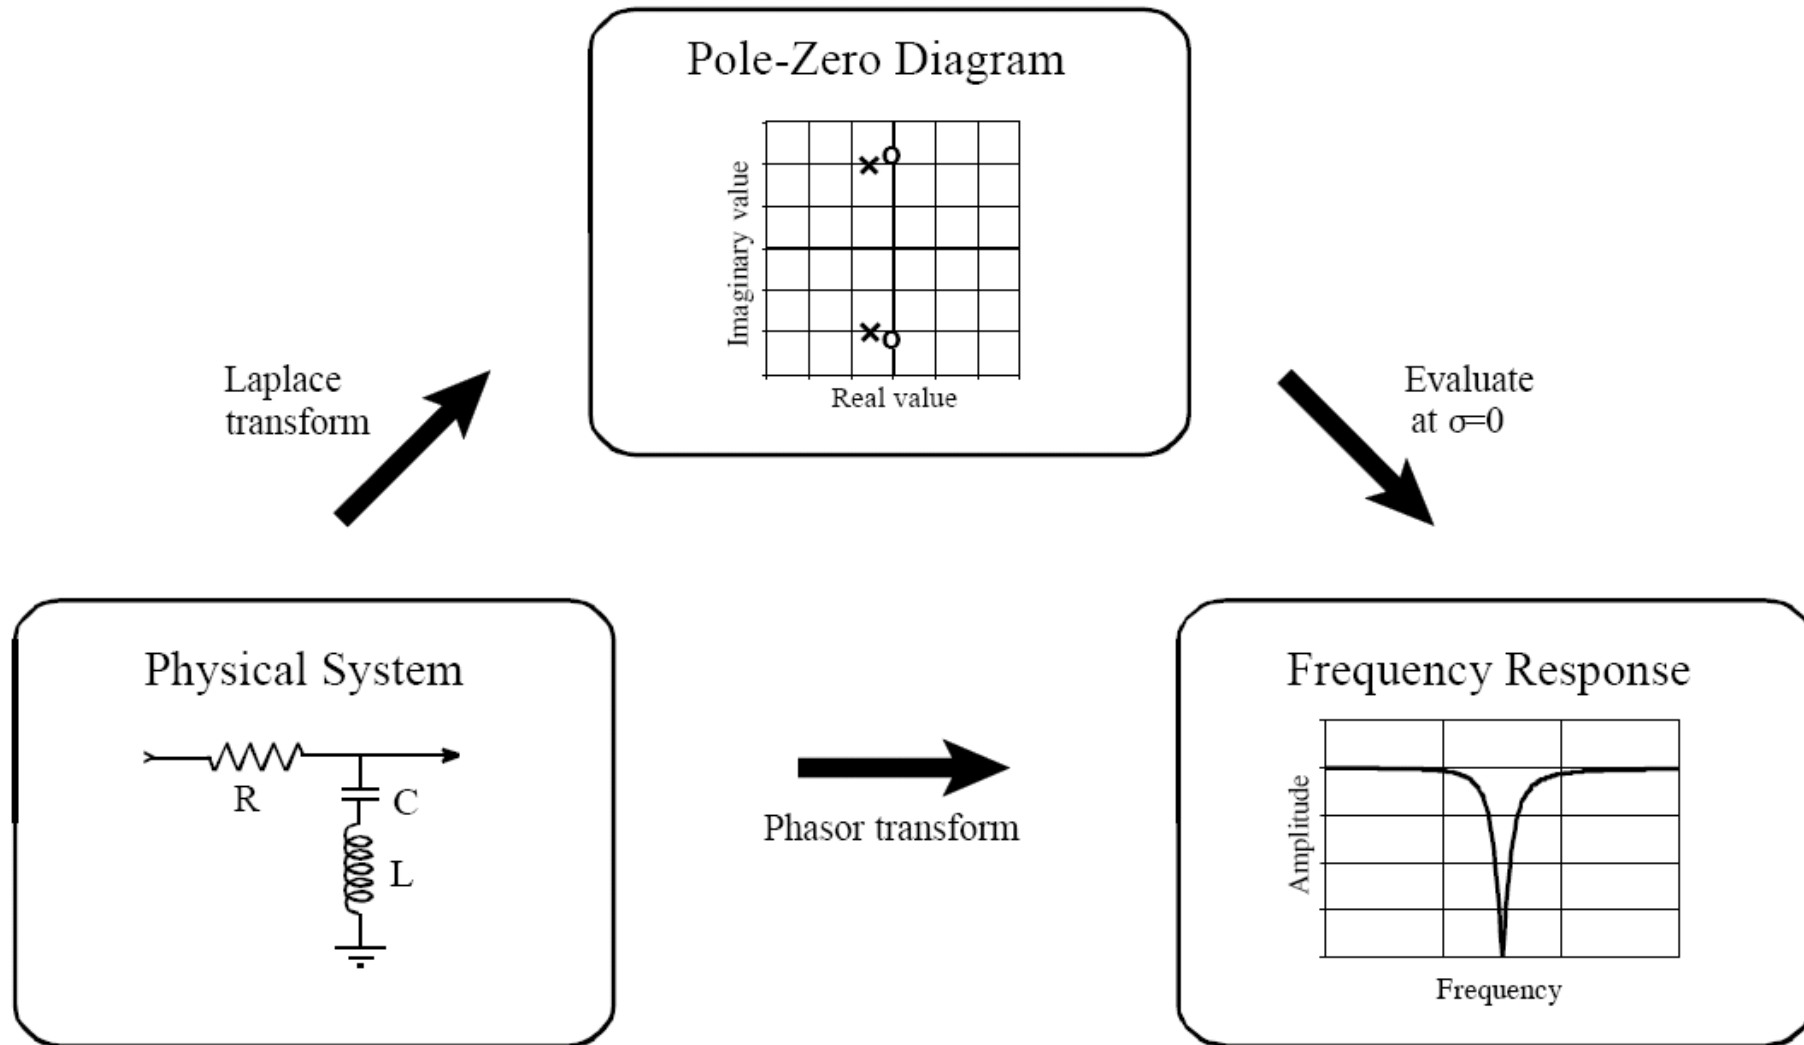 Pole-Zero Diagram
Imaginary value
Real value
Laplace
transform
Evaluate
at σ=0
Physical System
R
C
L
Phasor transform
Frequency Response
Amplitude
Frequency